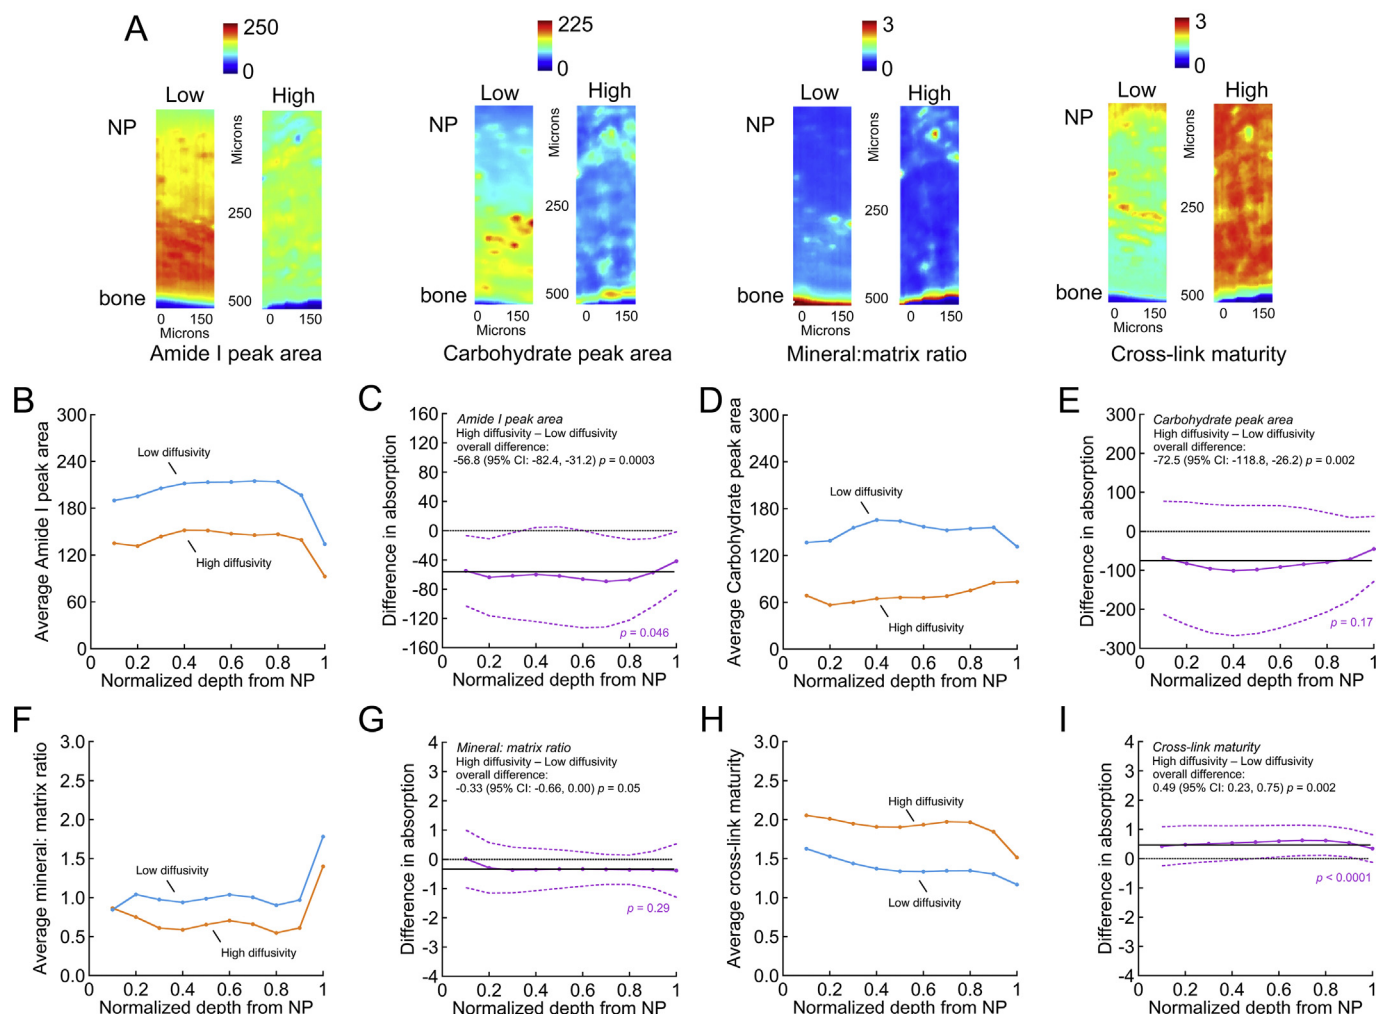 A
250
0
Low
High
NP
Microns
250
500
bone
0 150
0 150
Microns
Amide I peak area
225
0
Low
High
NP
Microns
250
500
bone
0 150
0 150
Microns
Carbohydrate peak area
3
0
Low
High
NP
Microns
250
500
bone
0 150
0 150
Microns
Mineral:matrix ratio
3
0
Low
High
NP
Microns
250
500
bone
0 150
0 150
Microns
Cross-link maturity
B
Average Amide I peak area
300
240
180
120
60
0
Low diffusivity
High diffusivity
0 0.2 0.4 0.6 0.8 1
Normalized depth from NP
C
Difference in absorption
160
120
80
40
0
-40
-80
-120
-160
Amide I peak area
High diffusivity – Low diffusivity
overall difference:
-56.8 (95% CI: -82.4, -31.2) p = 0.0003
p = 0.046
0 0.2 0.4 0.6 0.8 1
Normalized depth from NP
D
Average Carbohydrate peak area
300
240
180
120
60
0
Low diffusivity
High diffusivity
0 0.2 0.4 0.6 0.8 1
Normalized depth from NP
E
Difference in absorption
300
200
100
0
-100
-200
-300
Carbohydrate peak area
High diffusivity – Low diffusivity
overall difference:
-72.5 (95% CI: -118.8, -26.2) p = 0.002
p = 0.17
0 0.2 0.4 0.6 0.8 1
Normalized depth from NP
F
Average mineral: matrix ratio
3.0
2.5
2.0
1.5
1.0
0.5
0.0
Low diffusivity
High diffusivity
0 0.2 0.4 0.6 0.8 1
Normalized depth from NP
G
Difference in absorption
4
3
2
1
0
-1
-2
-3
-4
Mineral: matrix ratio
High diffusivity – Low diffusivity
overall difference:
-0.33 (95% CI: -0.66, 0.00) p = 0.05
p = 0.29
0 0.2 0.4 0.6 0.8 1
Normalized depth from NP
H
Average cross-link maturity
3.0
2.5
2.0
1.5
1.0
0.5
0.0
High diffusivity
Low diffusivity
0 0.2 0.4 0.6 0.8 1
Normalized depth from NP
I
Difference in absorption
4
3
2
1
0
-1
-2
-3
-4
Cross-link maturity
High diffusivity – Low diffusivity
overall difference:
0.49 (95% CI: 0.23, 0.75) p = 0.002
p < 0.0001
0 0.2 0.4 0.6 0.8 1
Normalized depth from NP